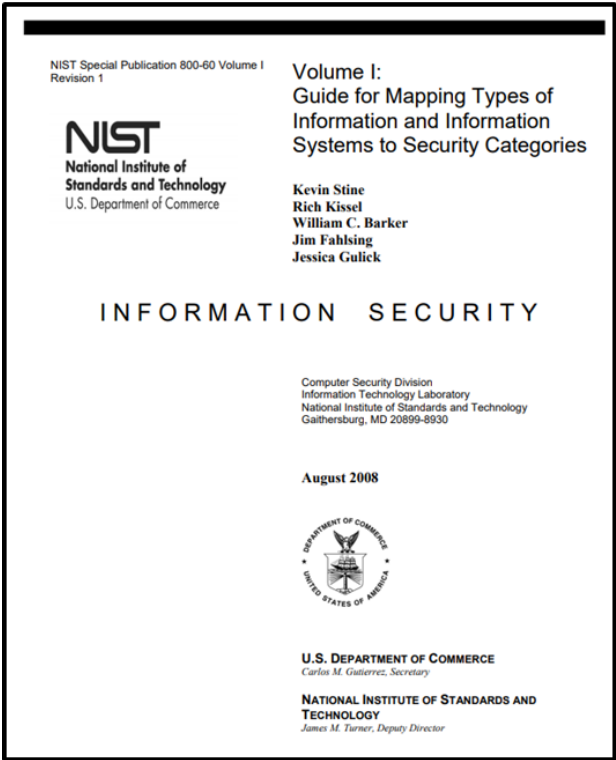 NIST Special Publication 800-60 Volume I
Revision 1
Volume I:
Guide for Mapping Types of
Information and Information
Systems to Security Categories
NIST
National Institute of
Standards and Technology
U.S. Department of Commerce
Kevin Stine
Rich Kissel
William C. Barker
Jim Fahlsing
Jessica Gulick
INFORMATION SECURITY
Computer Security Division
Information Technology Laboratory
National Institute of Standards and Technology
Gaithersburg, MD 20899-8930
August 2008
DEPARTMENT OF COMMERCE
UNITED STATES OF AMERICA
U.S. DEPARTMENT OF COMMERCE
Carlos M. Gutierrez, Secretary
NATIONAL INSTITUTE OF STANDARDS AND
TECHNOLOGY
James M. Turner, Deputy Director